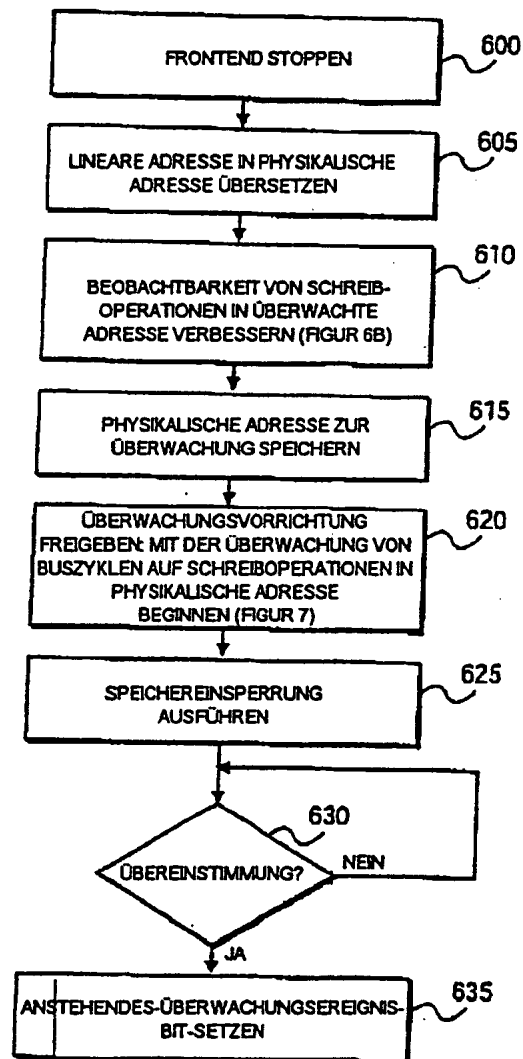 FRONTEND STOPPEN
600
LINEARE ADRESSE IN PHYSIKALISCHE
ADRESSE ÜBERSETZEN
605
BEOBACHTBARKEIT VON SCHREIB-
OPERATIONEN IN ÜBERWACHTE
ADRESSE VERBESSERN (FIGUR 6B)
610
PHYSIKALISCHE ADRESSE ZUR
ÜBERWACHUNG SPEICHERN
615
ÜBERWACHUNGSVORRICHTUNG
FREIGEBEN: MIT DER ÜBERWACHUNG VON
BUSZYKLEN AUF SCHREIBOPERATIONEN IN
PHYSIKALISCHE ADRESSE
BEGINNEN (FIGUR 7)
620
SPEICHEREINSPERRUNG
AUSFÜHREN
625
ÜBEREINSTIMMUNG?
630
NEIN
JA
ANSTEHENDES-ÜBERWACHUNGSEREIGNIS-
BIT-SETZEN
635